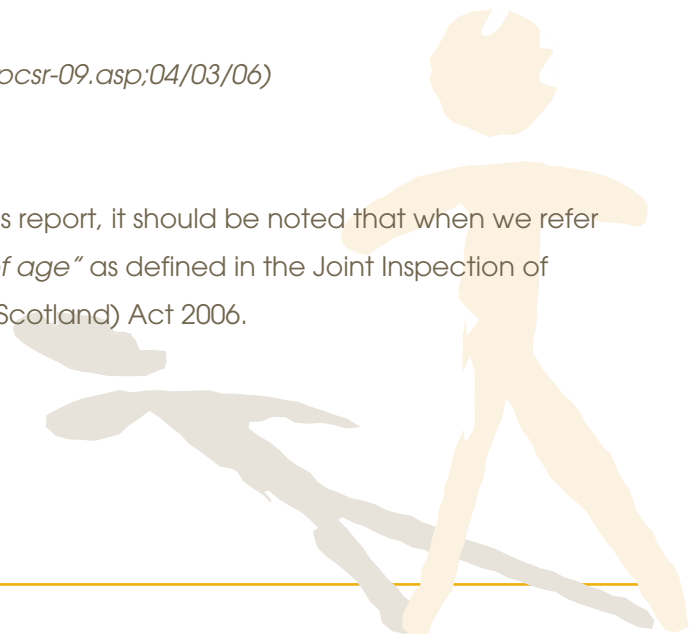 pcsr-09.asp;04/03/06)
s report, it should be noted that when we refer
f age” as defined in the Joint Inspection of
Scotland) Act 2006.